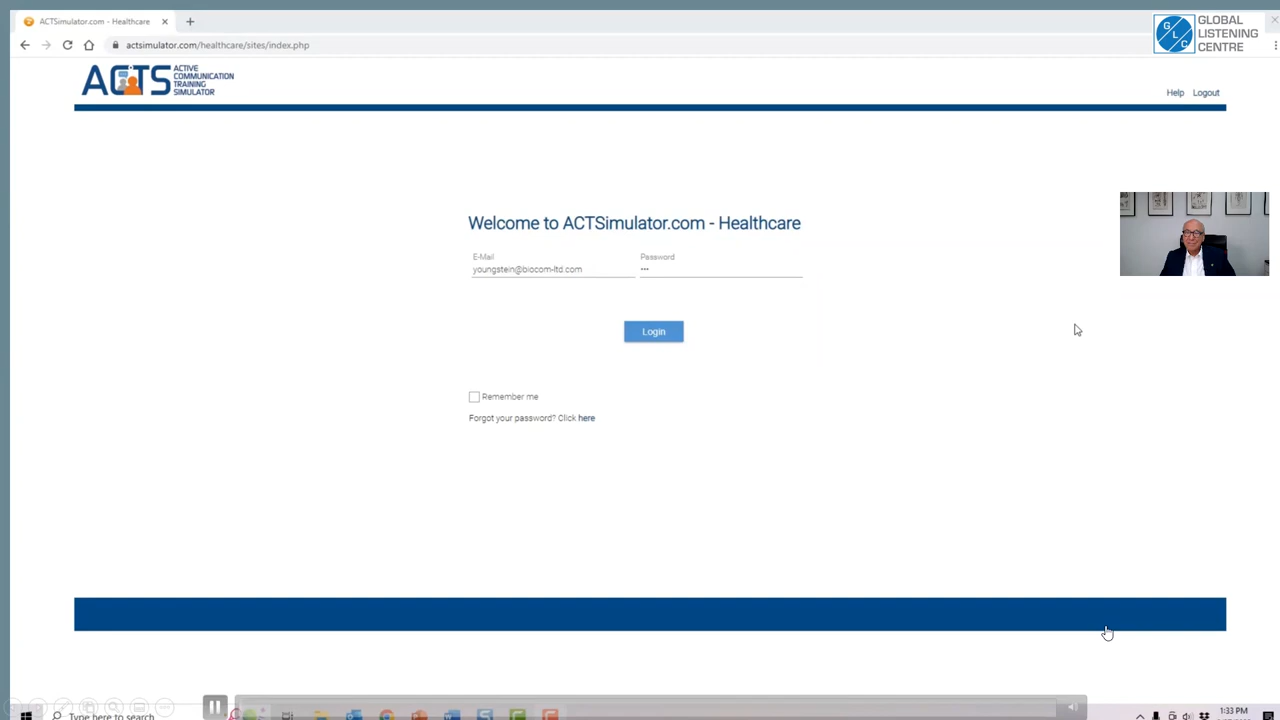 ACTSimulator.com - Healthcare
actsimulator.com/healthcare/sites/index.php
GLC
GLOBAL
LISTENING
CENTRE
ACTS
ACTIVE
COMMUNICATION
TRAINING
SIMULATOR
Help Logout
Welcome to ACTSimulator.com - Healthcare
E-Mail Password
youngstein@biocom-ltd.com •••
Login
Remember me
Forgot your password? Click here
Type here to search
1:33 PM